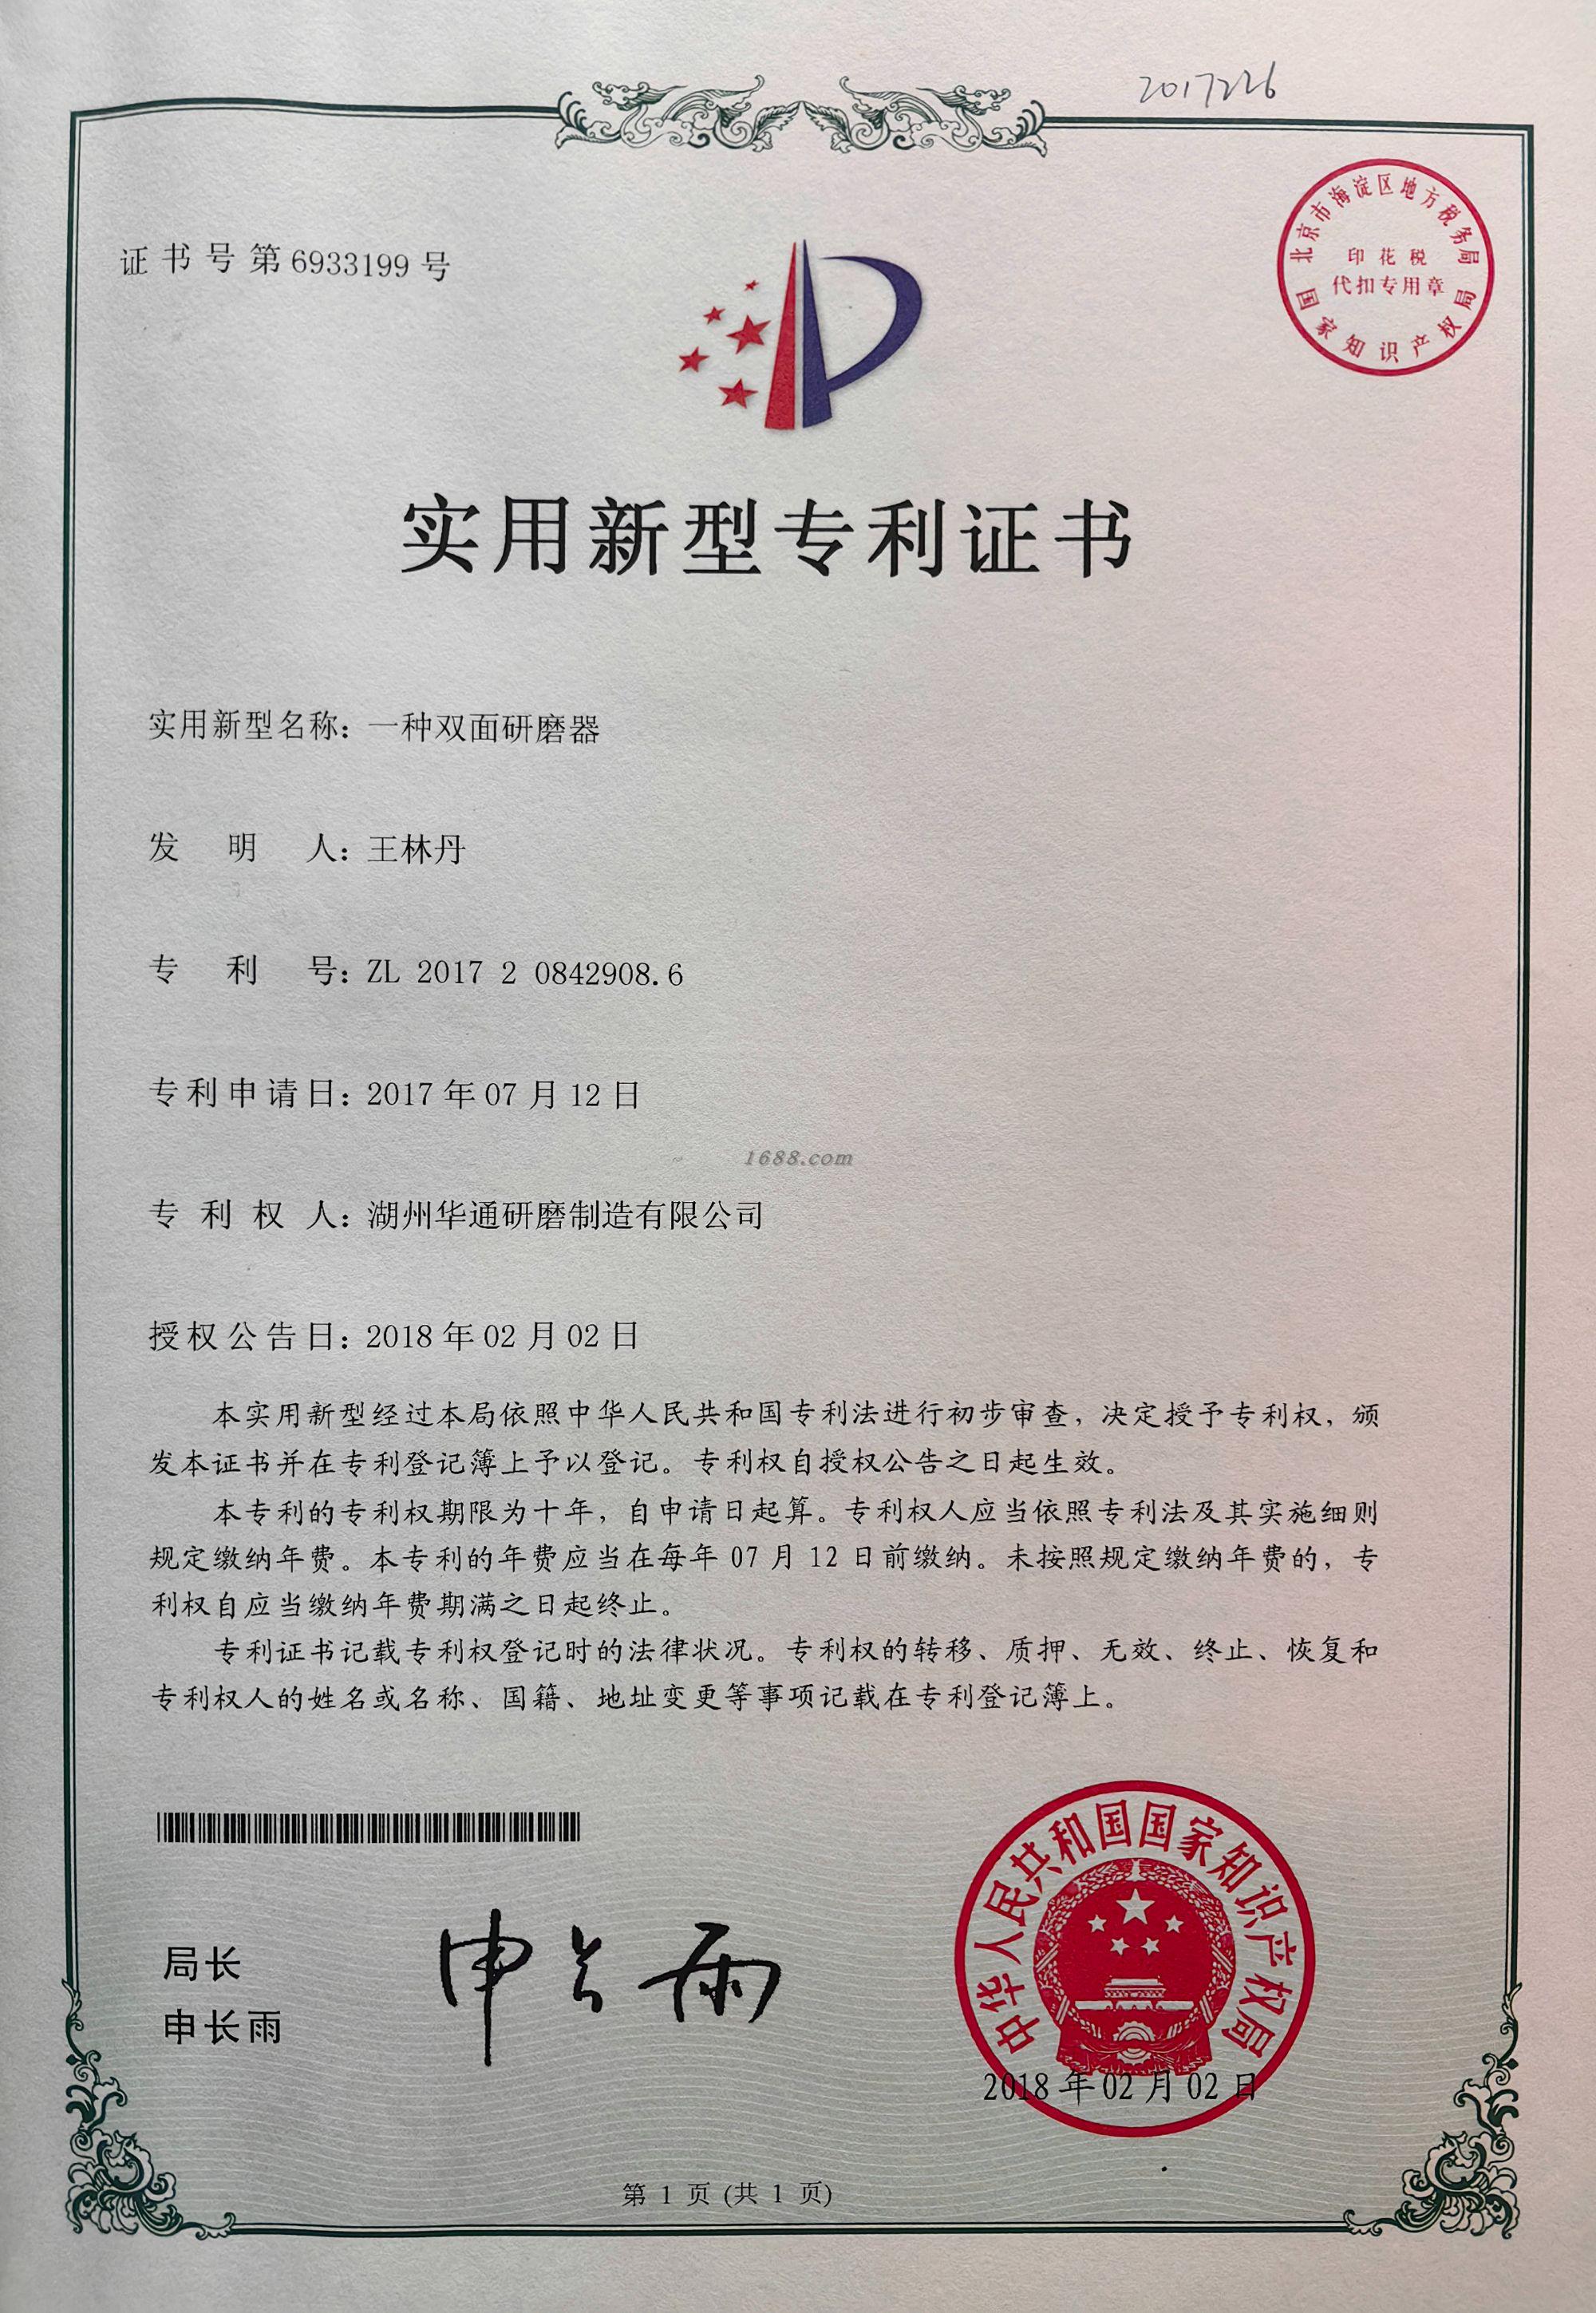 2017226
北京市海淀区地方税务局
印花税
代扣专用章
国家知识产权局
证书号第6933199号
实用新型专利证书
实用新型名称：一种双面研磨器
发明人：王林丹
专利号：ZL 2017 2 0842908.6
专利申请日：2017年07月12日
1688.com
专利权人：湖州华通研磨制造有限公司
授权公告日：2018年02月02日
本实用新型经过本局依照中华人民共和国专利法进行初步审查，决定授予专利权，颁
发本证书并在专利登记簿上予以登记。专利权自授权公告之日起生效。
本专利的专利权期限为十年，自申请日起算。专利权人应当依照专利法及其实施细则
规定缴纳年费。本专利的年费应当在每年07月12日前缴纳。未按照规定缴纳年费的，专
利权自应当缴纳年费期满之日起终止。
专利证书记载专利权登记时的法律状况。专利权的转移、质押、无效、终止、恢复和
专利权人的姓名或名称、国籍、地址变更等事项记载在专利登记簿上。
局长
申长雨
申长雨
中华人民共和国国家知识产权局
2018年02月02日
第 1 页 (共 1 页)